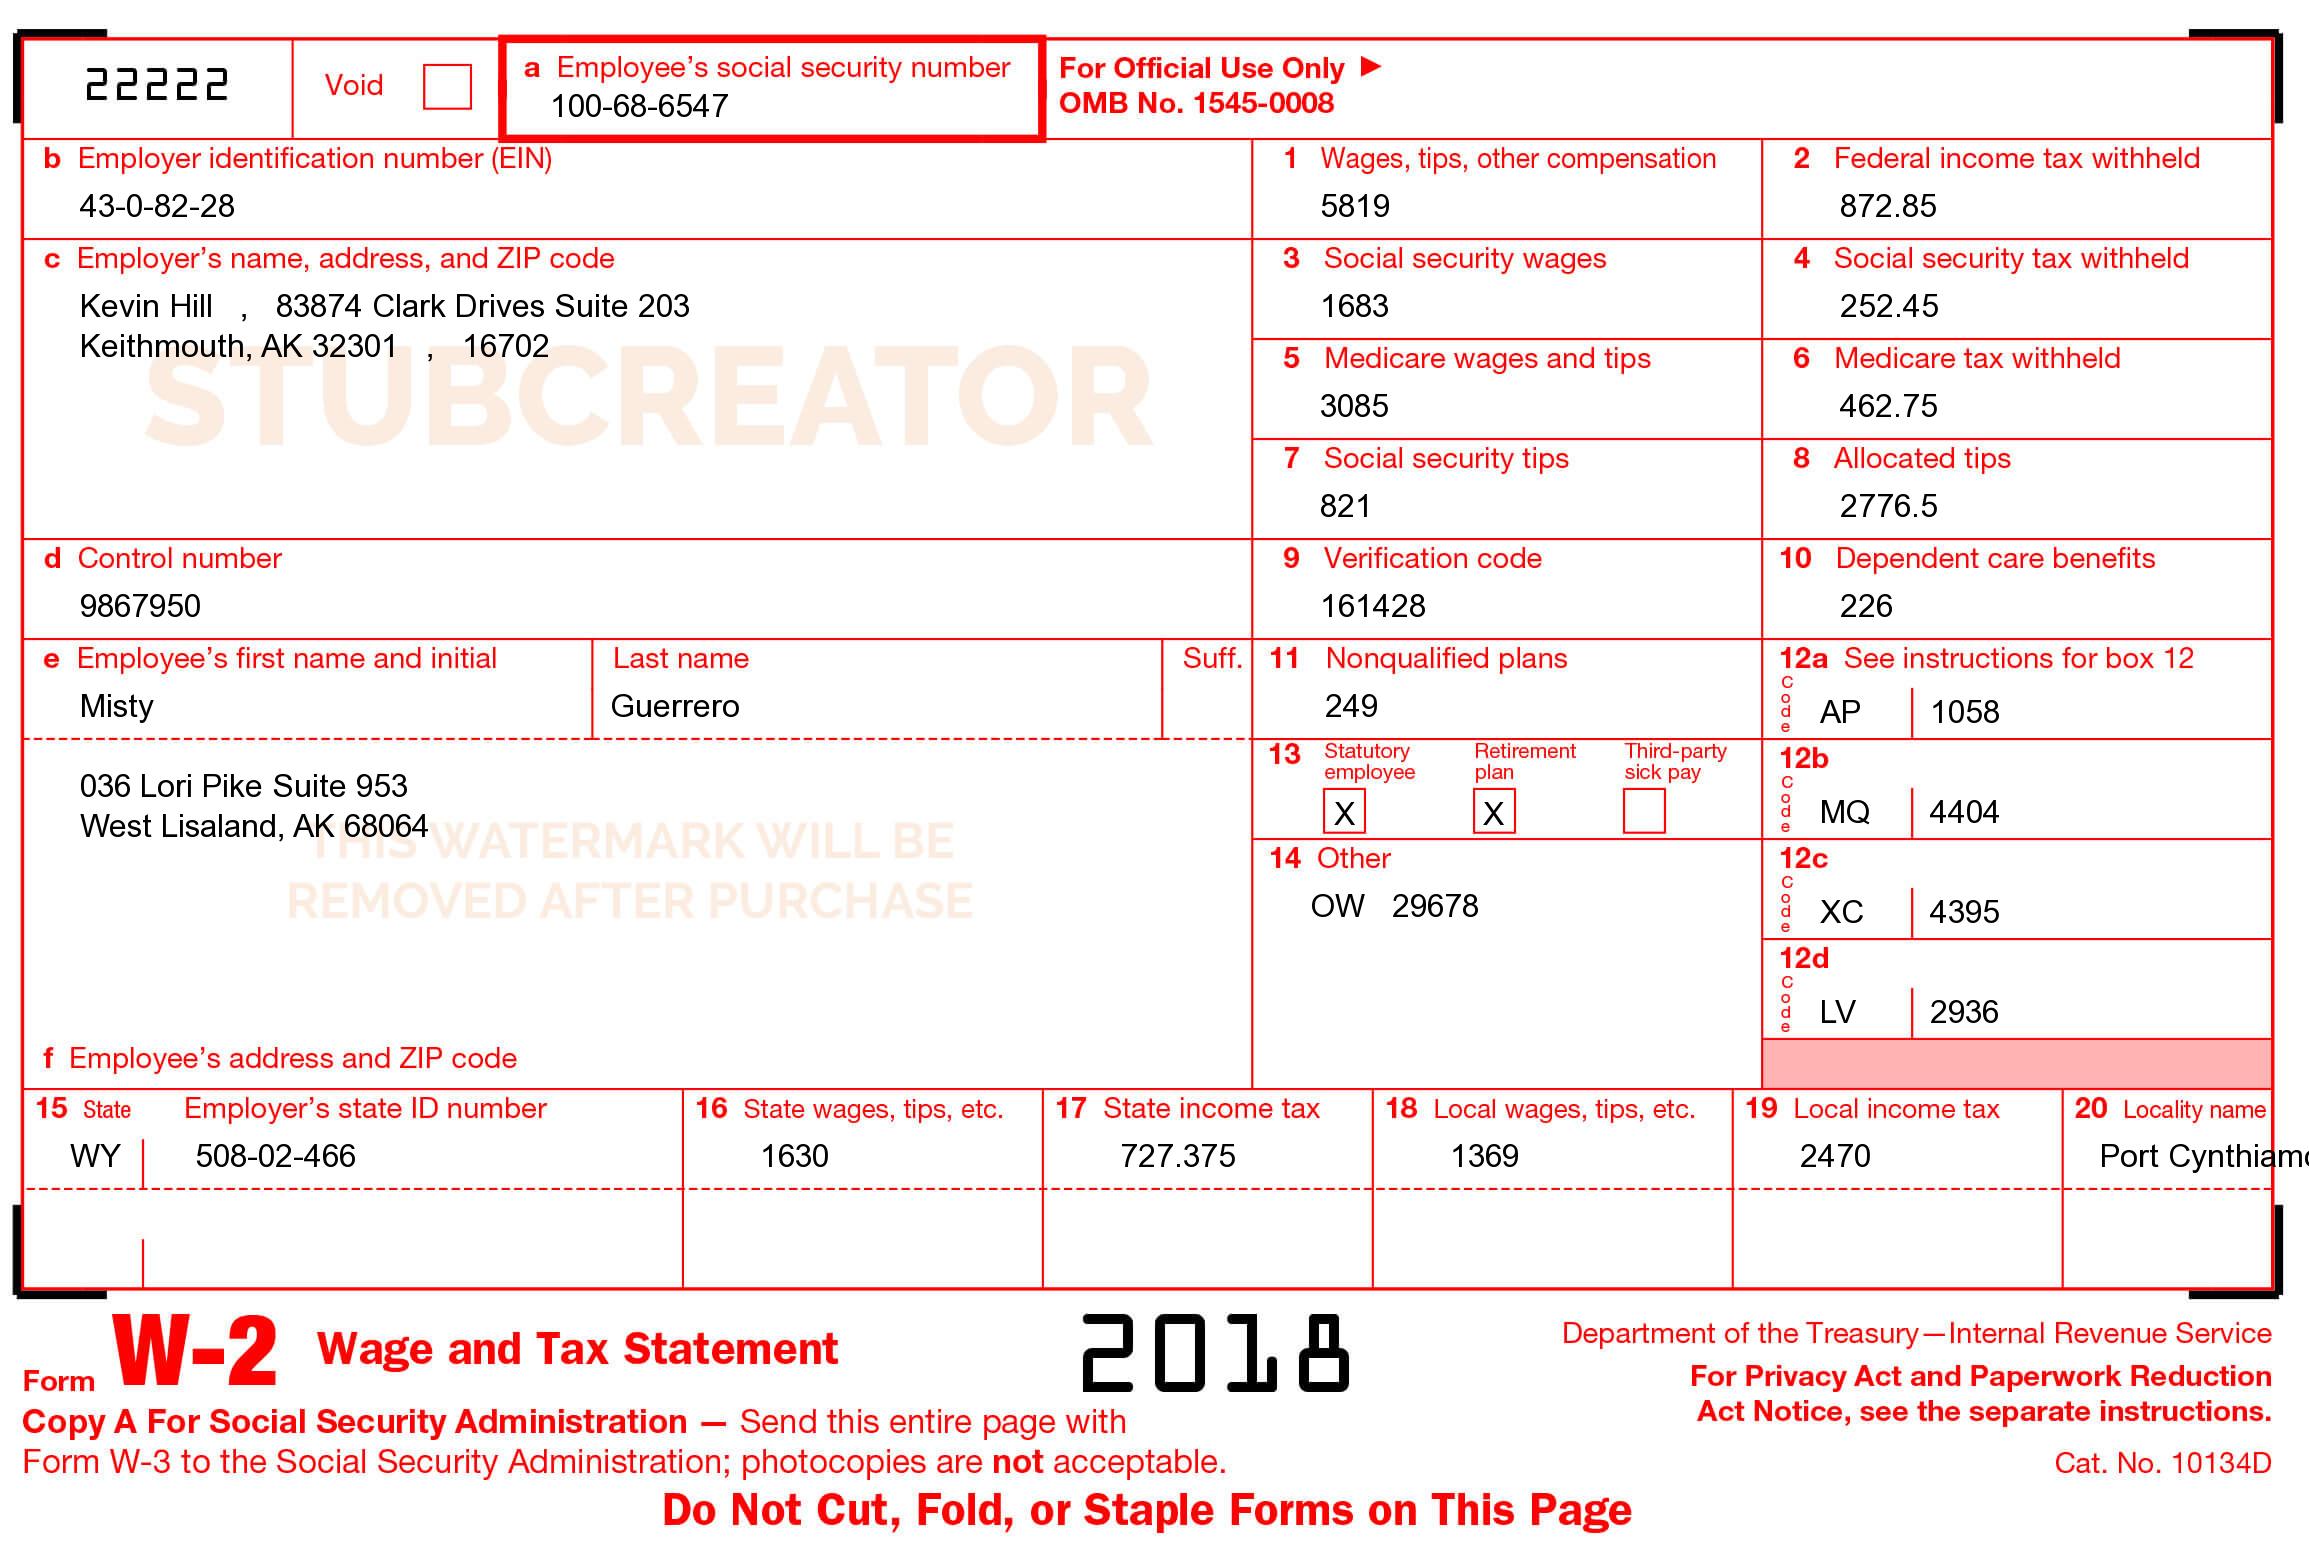 22222
Void
a Employee's social security number
100-68-6547
For Official Use Only ►
OMB No. 1545-0008
b Employer identification number (EIN)
43-0-82-28
1 Wages, tips, other compensation
5819
2 Federal income tax withheld
872.85
c Employer's name, address, and ZIP code
Kevin Hill , 83874 Clark Drives Suite 203
Keithmouth, AK 32301 , 16702
STUBCREATOR
3 Social security wages
1683
4 Social security tax withheld
252.45
5 Medicare wages and tips
3085
6 Medicare tax withheld
462.75
7 Social security tips
821
8 Allocated tips
2776.5
d Control number
9867950
9 Verification code
161428
10 Dependent care benefits
226
e Employee's first name and initial
Misty
Last name
Guerrero
Suff.
11 Nonqualified plans
249
12a See instructions for box 12
Code AP 1058
036 Lori Pike Suite 953
West Lisaland, AK 68064
THIS WATERMARK WILL BE
REMOVED AFTER PURCHASE
f Employee's address and ZIP code
13 Statutory employee
X
Retirement plan
X
Third-party sick pay
12b
Code MQ 4404
14 Other
OW 29678
12c
Code XC 4395
12d
Code LV 2936
15 State
WY
Employer's state ID number
508-02-466
16 State wages, tips, etc.
1630
17 State income tax
727.375
18 Local wages, tips, etc.
1369
19 Local income tax
2470
20 Locality name
Port
Form W-2 Wage and Tax Statement
2018
Department of the Treasury—Internal Revenue Service
For Privacy Act and Paperwork Reduction
Act Notice, see the separate instructions.
Copy A For Social Security Administration — Send this entire page with
Form W-3 to the Social Security Administration; photocopies are not acceptable.
Cat. No. 10134D
Do Not Cut, Fold, or Staple Forms on This Page